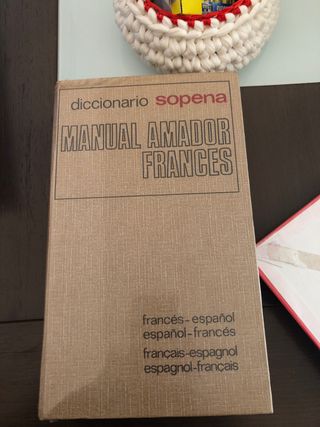 diccionario sopena
MANUAL AMADOR
FRANCES
francés-español
español-francés
français-espagnol
espagnol-français